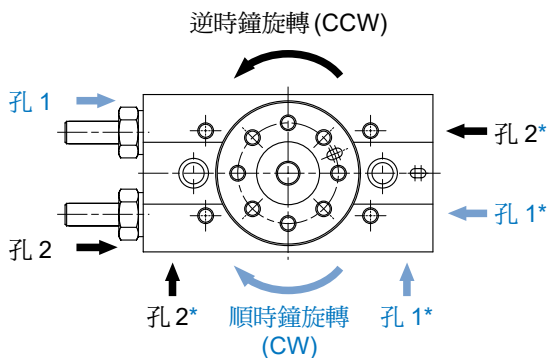 逆時鐘旋轉 (CCW)
孔 1
孔 2*
孔 1*
孔 2
孔 2*
順時鐘旋轉
(CW)
孔 1*